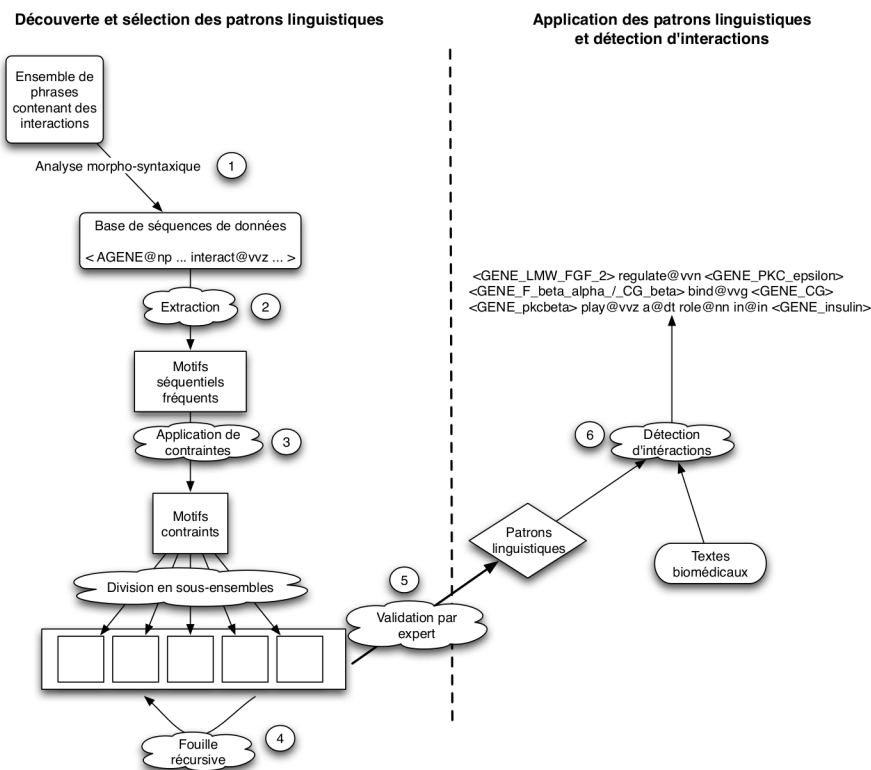 Découverte et sélection des patrons linguistiques
Ensemble de
phrases
contenant des
interactions
Analyse morpho-syntaxique
1
Base de séquences de données
< AGENE@np ... interact@vvz ... >
Extraction
2
Motifs
séquentiels
fréquents
Application de
contraintes
3
Motifs
contraints
Division en sous-ensembles
Fouille
récursive
4
5
Validation par
expert
Application des patrons linguistiques
et détection d'interactions
<GENE_LMW_FGF_2> regulate@vvn <GENE_PKC_epsilon>
<GENE_F_beta_alpha_/_CG_beta> bind@vvg <GENE_CG>
<GENE_pkcbeta> play@vvz a@dt role@nn in@in <GENE_insulin>
6
Détection
d'intéractions
Patrons
linguistiques
Textes
biomédicaux